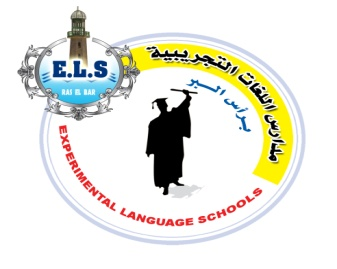 E.L.S
RAS EL BAR
مدارس اللغات التجريبية
برأس البر
EXPERIMENTAL LANGUAGE SCHOOLS